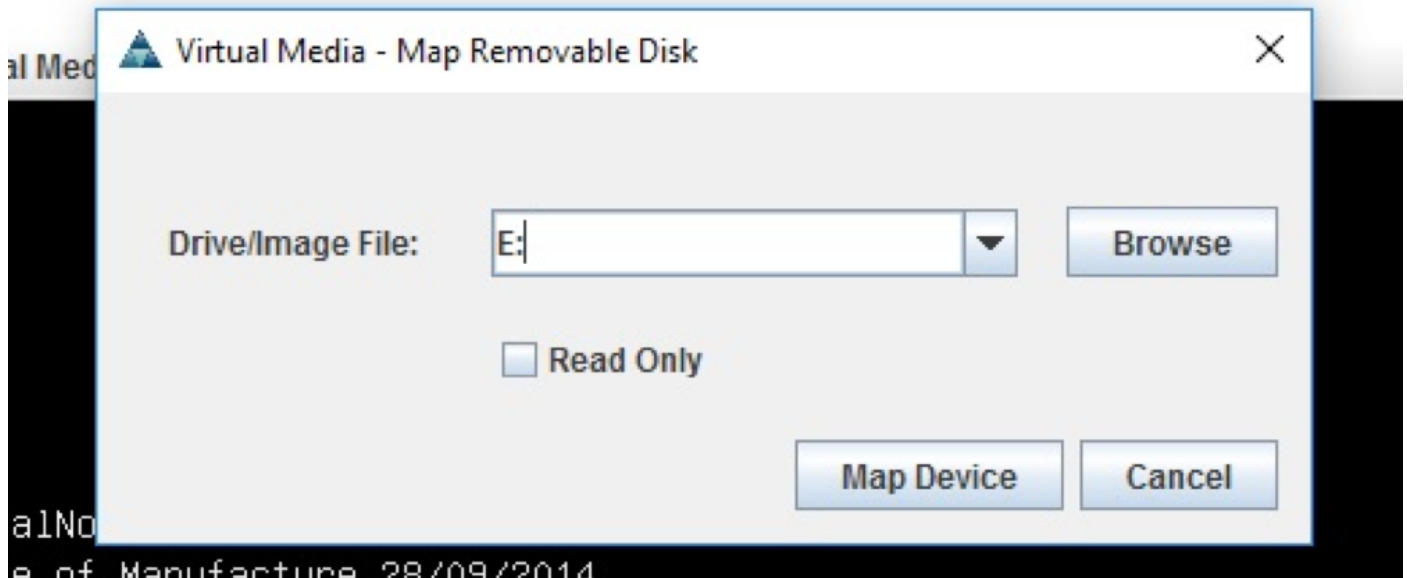 Virtual Media - Map Removable Disk
al Med
Drive/Image File:
E:
Browse
Read Only
Map Device
Cancel
alNo
e of Manufacture 28/09/2014